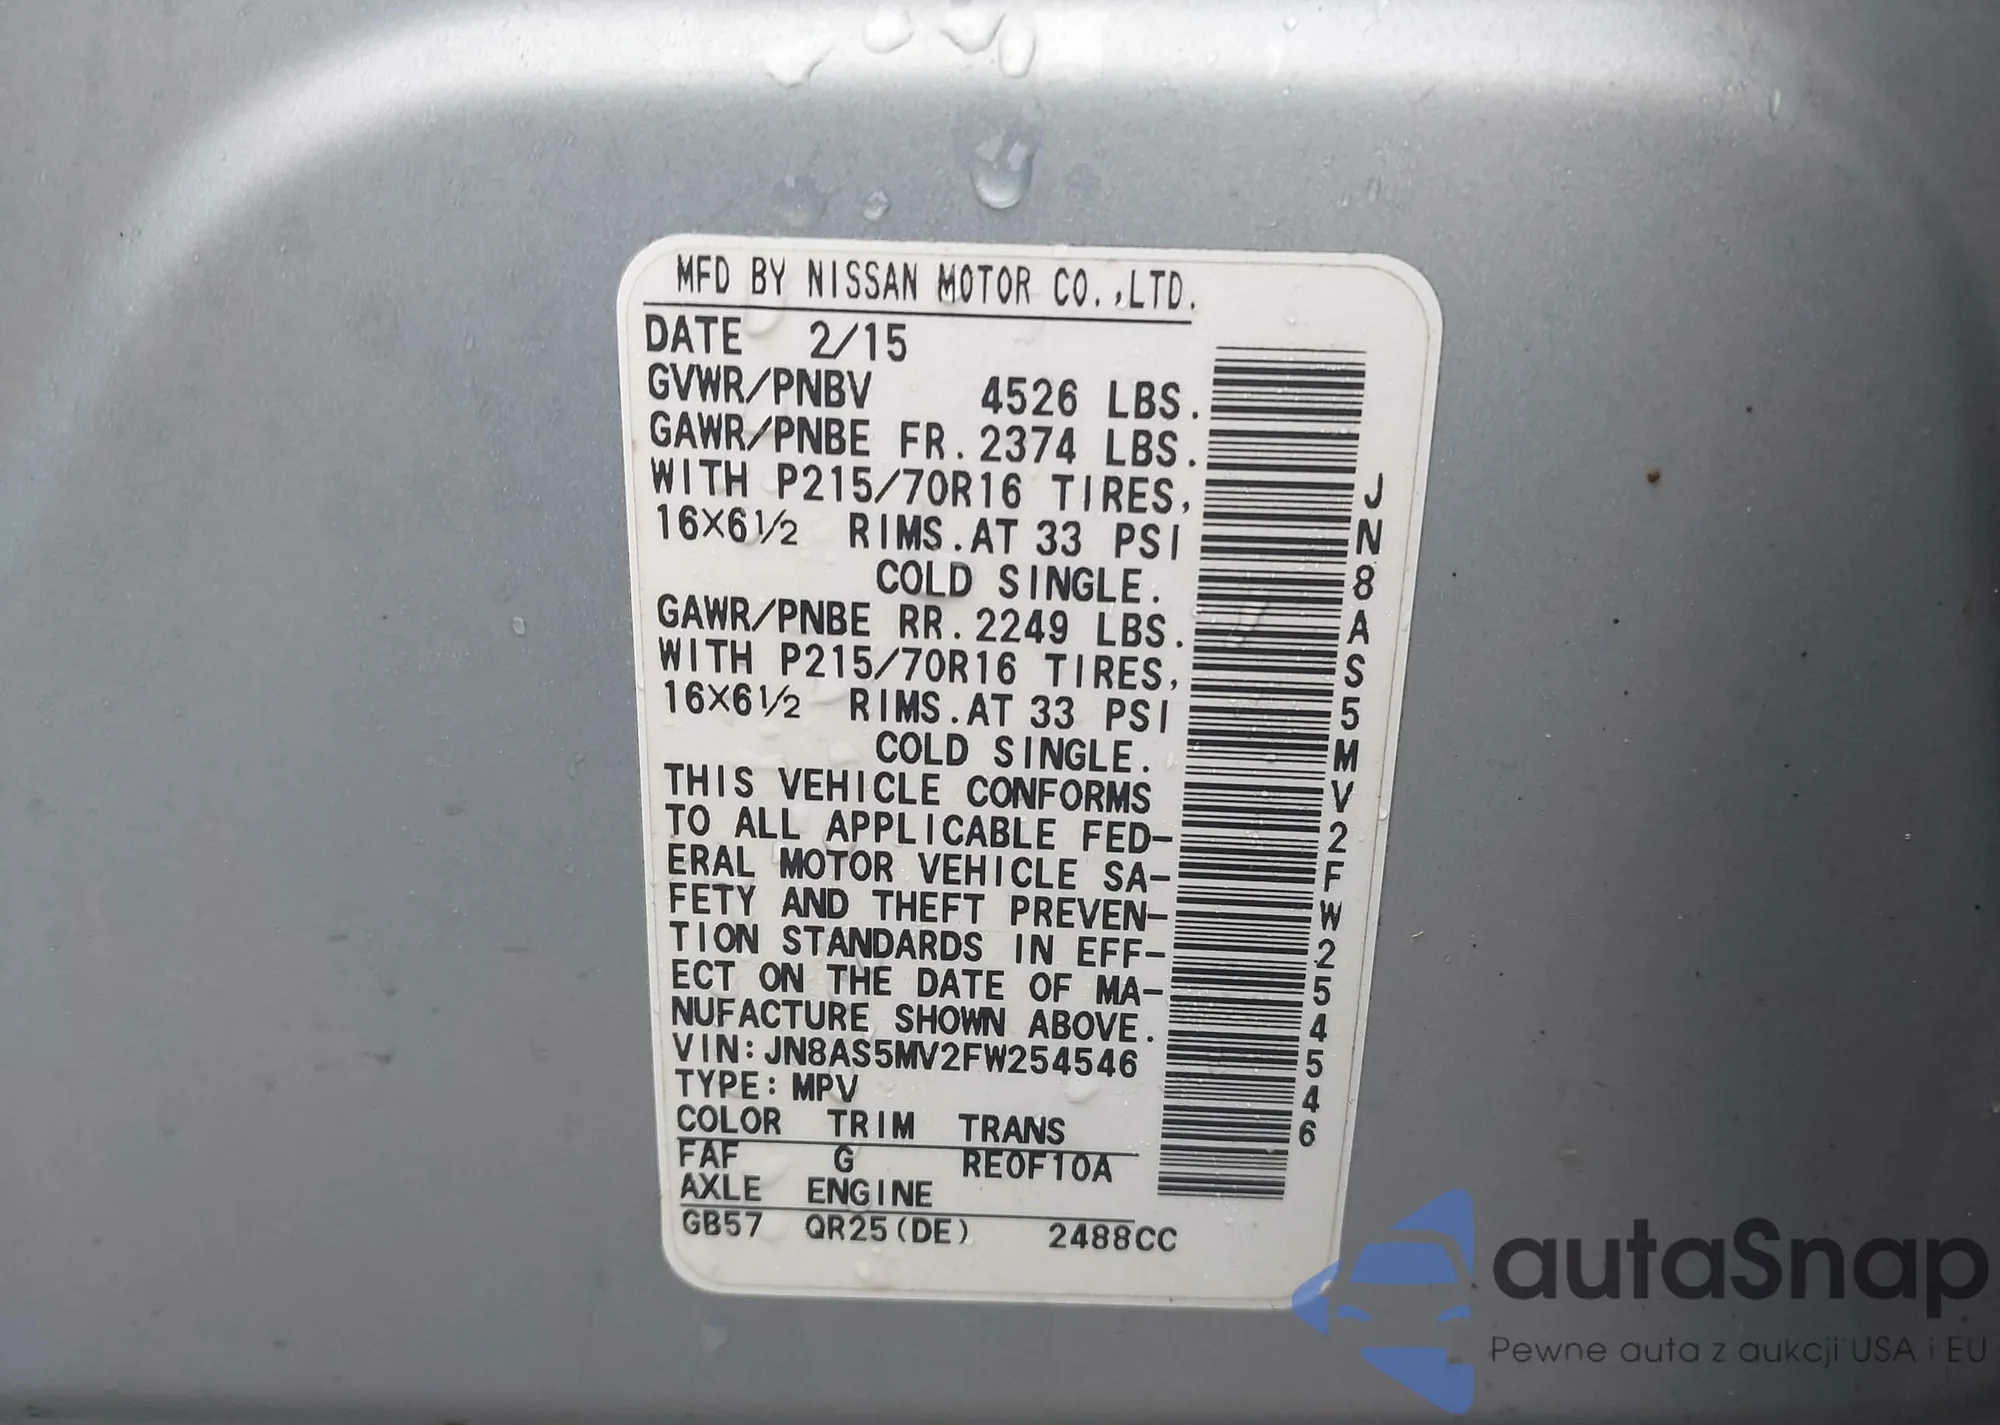 MFD BY NISSAN MOTOR CO.,LTD.
DATE 2/15
GVWR/PNBV 4526 LBS.
GAWR/PNBE FR. 2374 LBS.
WITH P215/70R16 TIRES,
16X6½ RIMS.AT 33 PSI
COLD SINGLE.
GAWR/PNBE RR. 2249 LBS.
WITH P215/70R16 TIRES,
16X6½ RIMS.AT 33 PSI
COLD SINGLE.
THIS VEHICLE CONFORMS
TO ALL APPLICABLE FED-
ERAL MOTOR VEHICLE SA-
FETY AND THEFT PREVEN-
TION STANDARDS IN EFF-
ECT ON THE DATE OF MA-
NUFACTURE SHOWN ABOVE.
VIN: JN8AS5MV2FW254546
TYPE: MPV
COLOR TRIM TRANS
FAF G RE0F10A
AXLE ENGINE
GB57 QR25(DE) 2488CC
JN8AS5MV2FW254546
autaSnap
Pewne auta z aukcji USA i EU